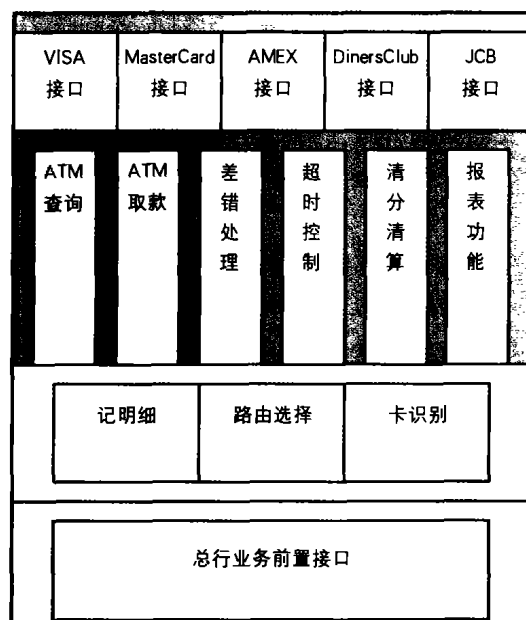 VISA MasterCard AMEX DinersClub JCB
接口 接口 接口 接口 接口
ATM ATM 差错处理 超时控制 清分清算 报表功能
查询 取款
记明细 路由选择 卡识别
总行业务前置接口